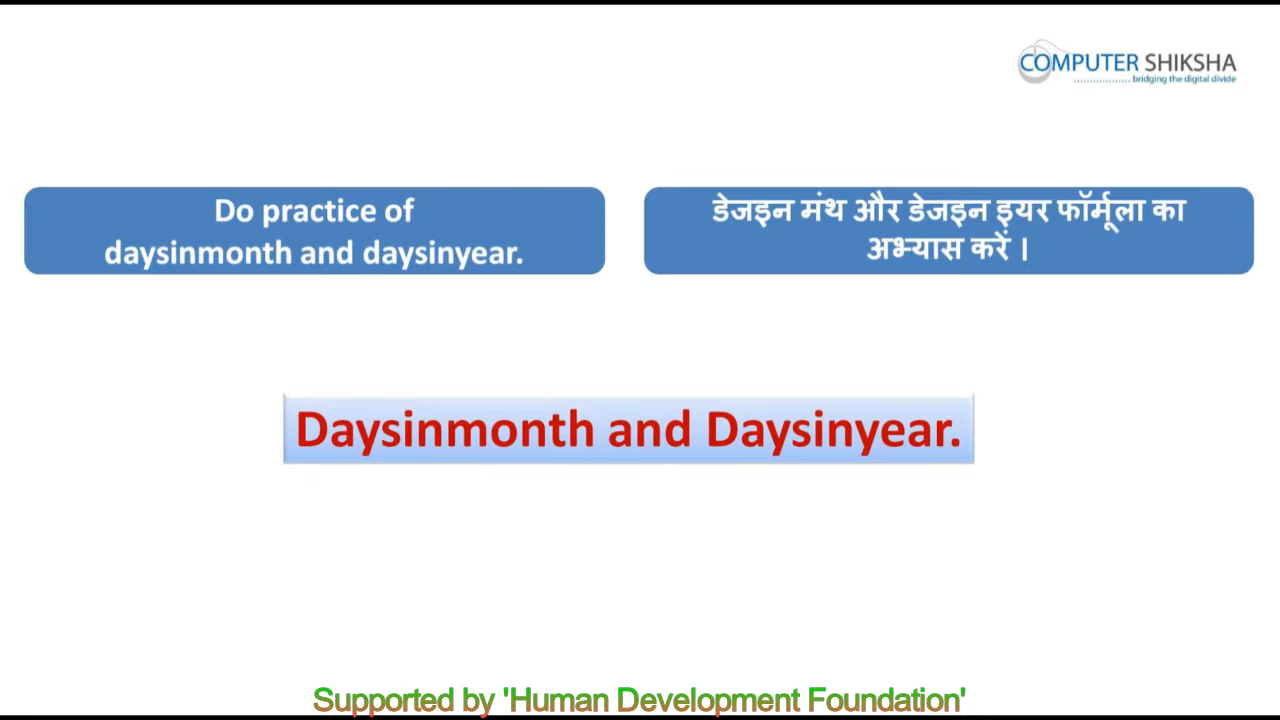 COMPUTER SHIKSHA
bridging the digital divide
Do practice of
daysinmonth and daysinyear.
डेजइन मंथ और डेजइन इयर फॉर्मूला का
अभ्यास करें ।
Daysinmonth and Daysinyear.
Supported by 'Human Development Foundation'